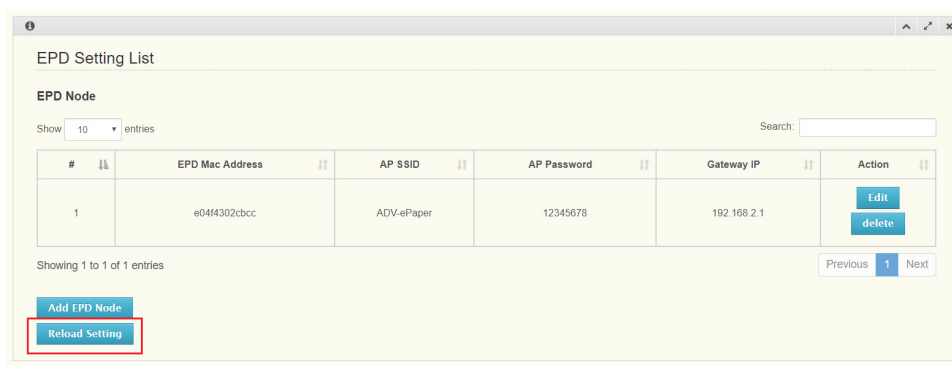 EPD Setting List
EPD Node
Show 10 entries Search:
# EPD Mac Address AP SSID AP Password Gateway IP Action
1 e04f4302cbcc ADV-ePaper 12345678 192.168.2.1 Edit
delete
Showing 1 to 1 of 1 entries Previous 1 Next
Add EPD Node
Reload Setting